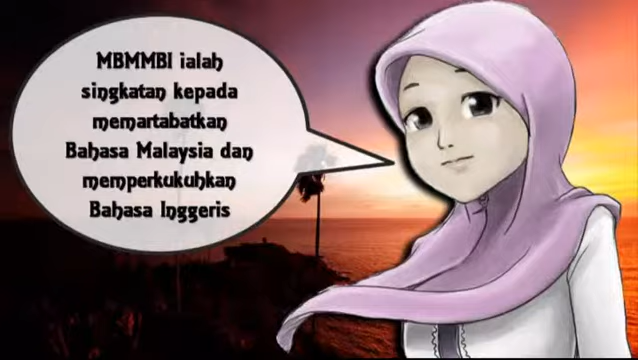 MBMMBI ialah
singkatan kepada
memartabatkan
Bahasa Malaysia dan
memperkukuhkan
Bahasa Inggeris